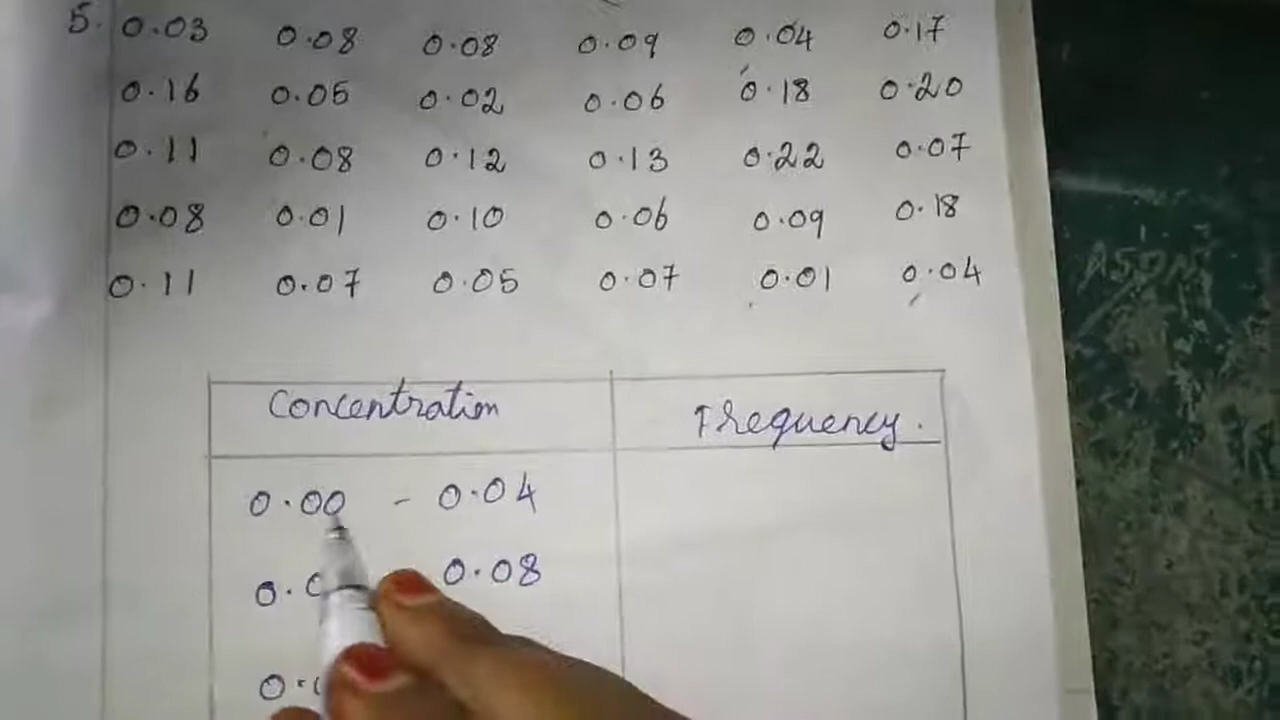 5. 0.03 0.08 0.08 0.09 0.04 0.17
0.16 0.05 0.02 0.06 0.18 0.20
0.11 0.08 0.12 0.13 0.22 0.07
0.08 0.01 0.10 0.06 0.09 0.18
0.11 0.07 0.05 0.07 0.01 0.04
Concentration Frequency.
0.00 - 0.04
0.0 0.08
0.